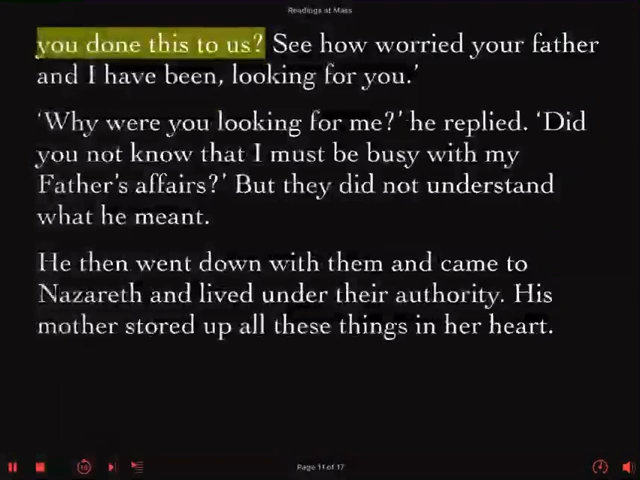 Readings at Mass
you done this to us? See how worried your father
and I have been, looking for you.'
'Why were you looking for me?' he replied. 'Did
you not know that I must be busy with my
Father's affairs?' But they did not understand
what he meant.
He then went down with them and came to
Nazareth and lived under their authority. His
mother stored up all these things in her heart.
Page 11 of 17